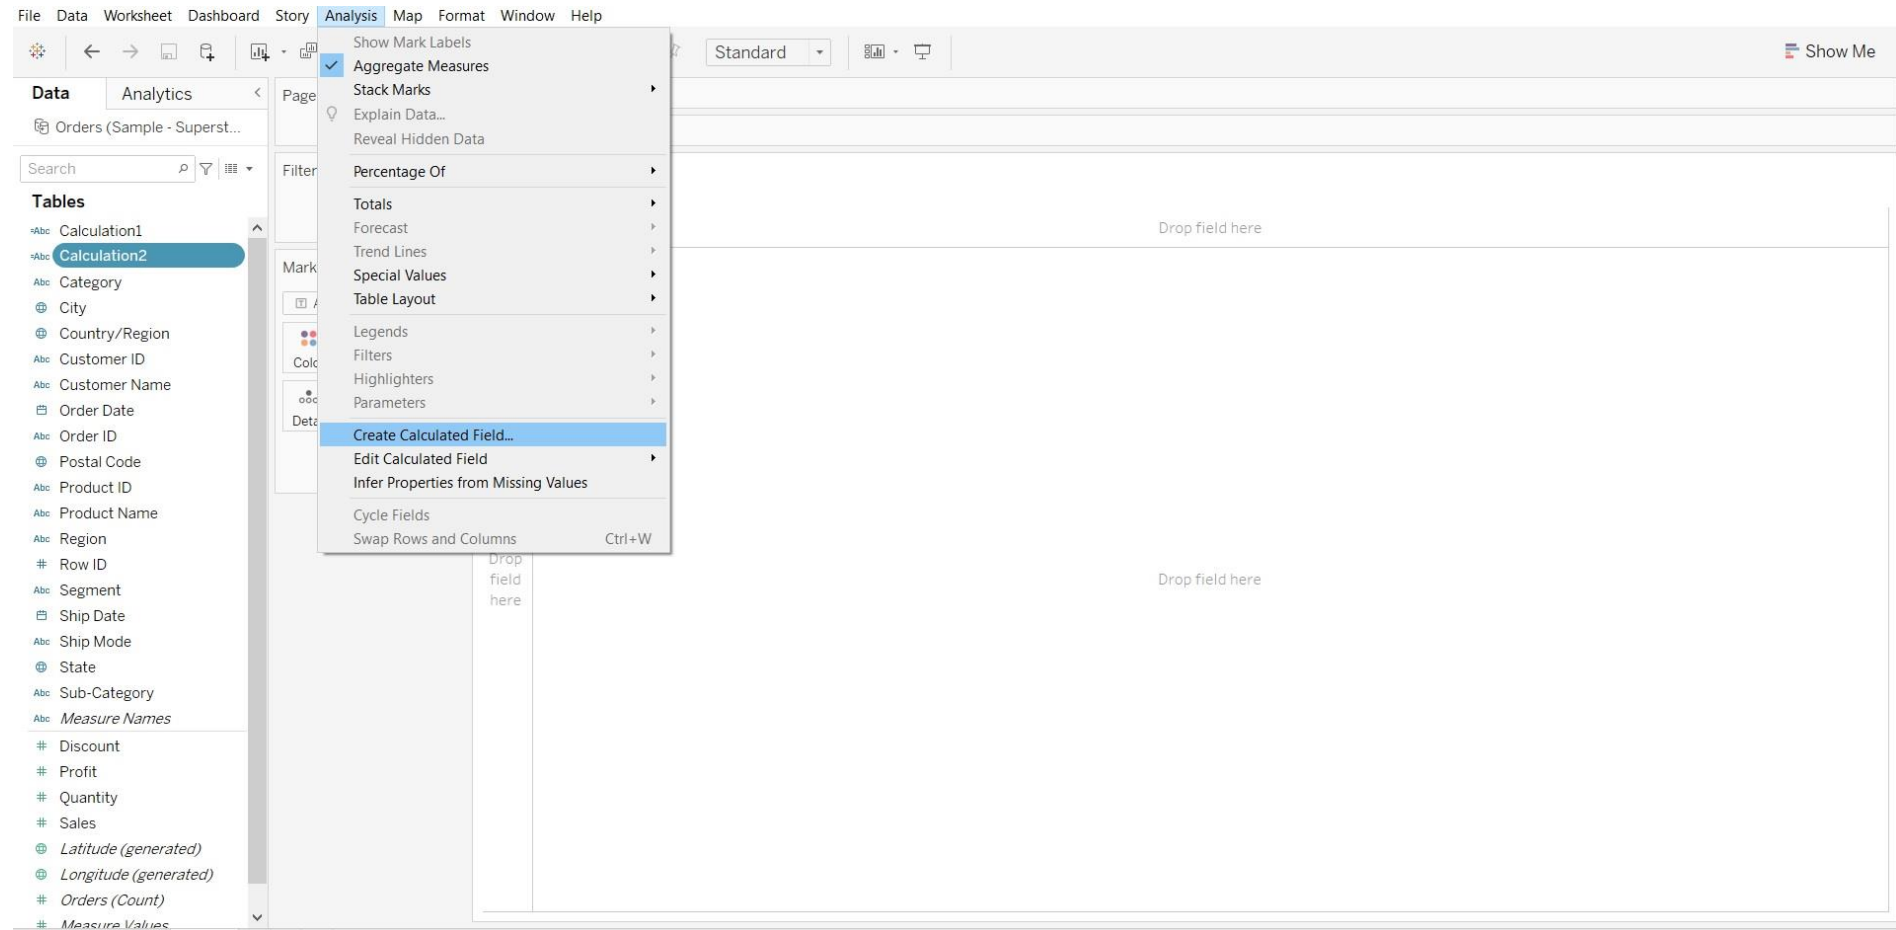 File Data Worksheet Dashboard Story Analysis Map Format Window Help
Standard
Show Me
Data Analytics
Orders (Sample - Superst...
Search
Tables
Calculation1
Calculation2
Category
City
Country/Region
Customer ID
Customer Name
Order Date
Order ID
Postal Code
Product ID
Product Name
Region
Row ID
Segment
Ship Date
Ship Mode
State
Sub-Category
Measure Names
Discount
Profit
Quantity
Sales
Latitude (generated)
Longitude (generated)
Orders (Count)
Measure Values
Page
Filter
Mark
Colo
Deta
Show Mark Labels
Aggregate Measures
Stack Marks
Explain Data...
Reveal Hidden Data
Percentage Of
Totals
Forecast
Trend Lines
Special Values
Table Layout
Legends
Filters
Highlighters
Parameters
Create Calculated Field...
Edit Calculated Field
Infer Properties from Missing Values
Cycle Fields
Swap Rows and Columns Ctrl+W
Drop field here
Drop
field
here
Drop field here